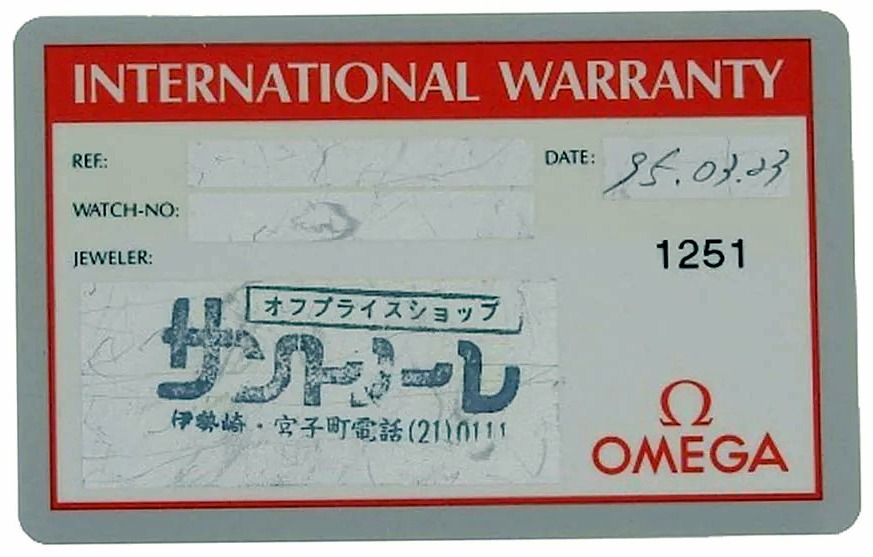 INTERNATIONAL WARRANTY
REF.:
DATE: 95.03.23
WATCH-NO:
JEWELER:
1251
オフプライスショップ
サントノーレ
伊勢崎・宮子町電話(21)0111
Ω
OMEGA